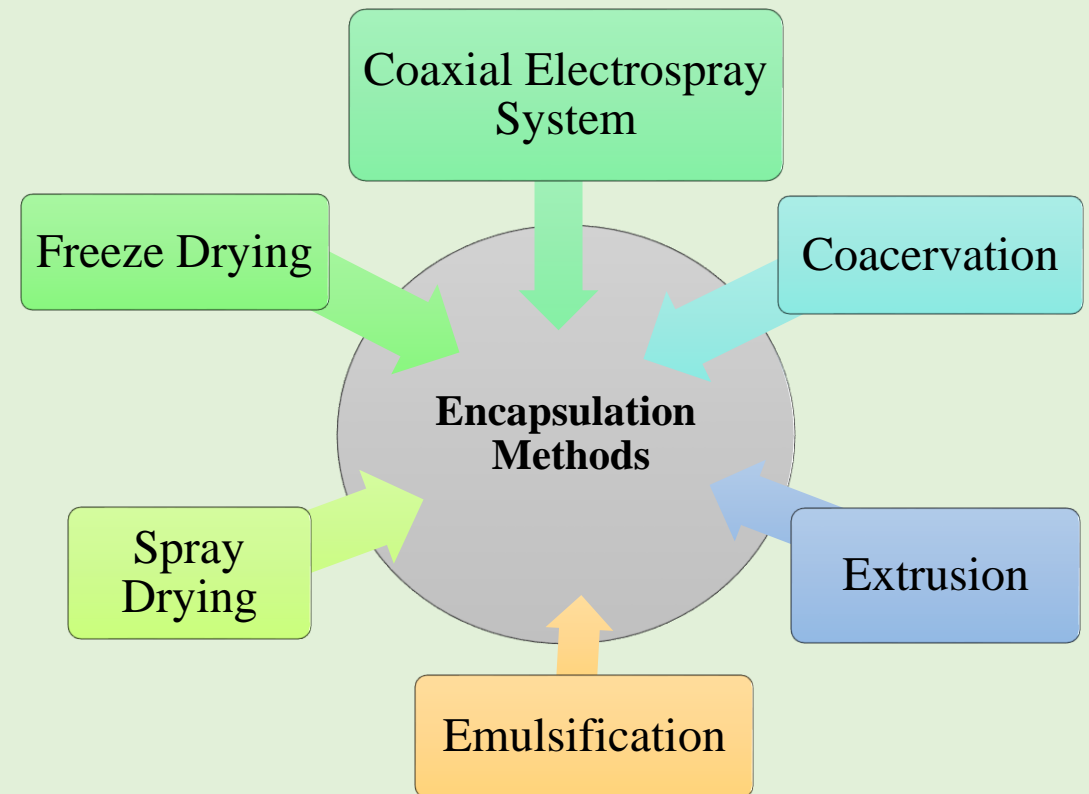 Coaxial Electrospray
System
Freeze Drying
Coacervation
Encapsulation
Methods
Spray
Drying
Extrusion
Emulsification